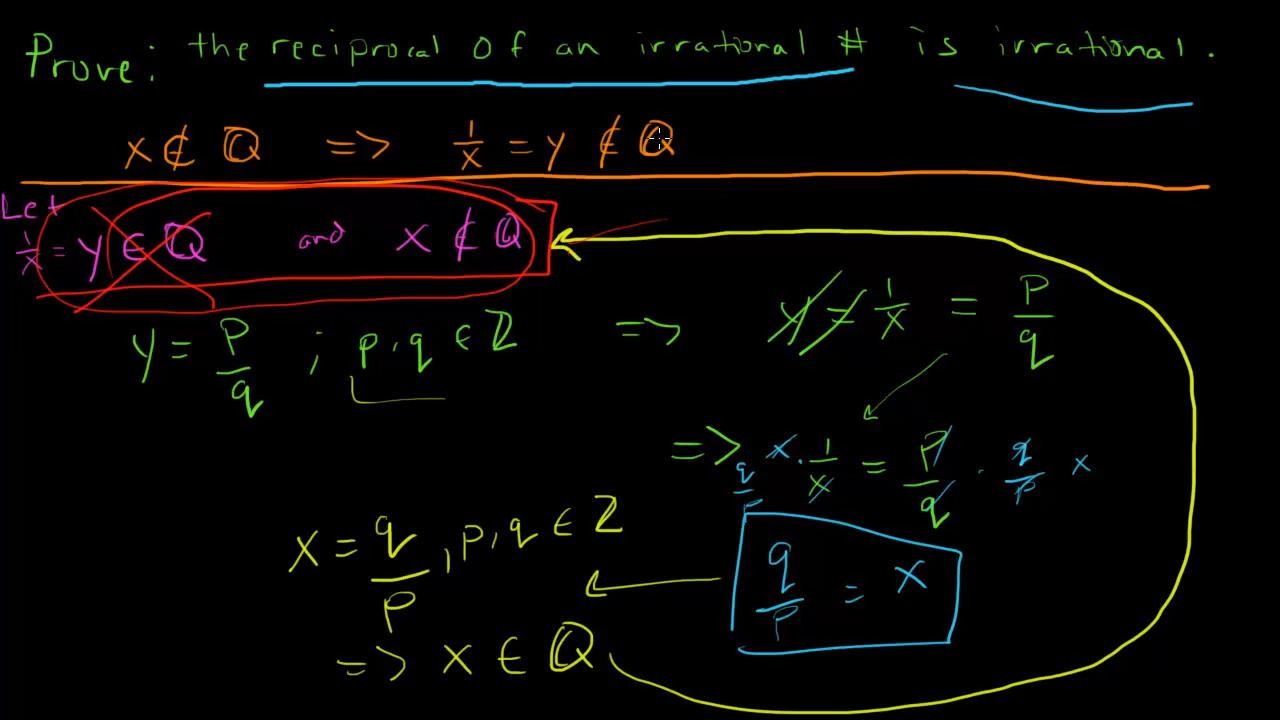 Prove: the reciprocal of an irrational # is irrational.
x ∉ ℚ => 1/x = y ∉ ℚ
Let
1/x = y ∈ ℚ and x ∉ ℚ
y = p/q ; p, q ∈ ℤ => y = 1/x = p/q
=> q/p x · 1/x = p/q · q/p x
q/p = x
x = q/p , p, q ∈ ℤ
=> x ∈ ℚ